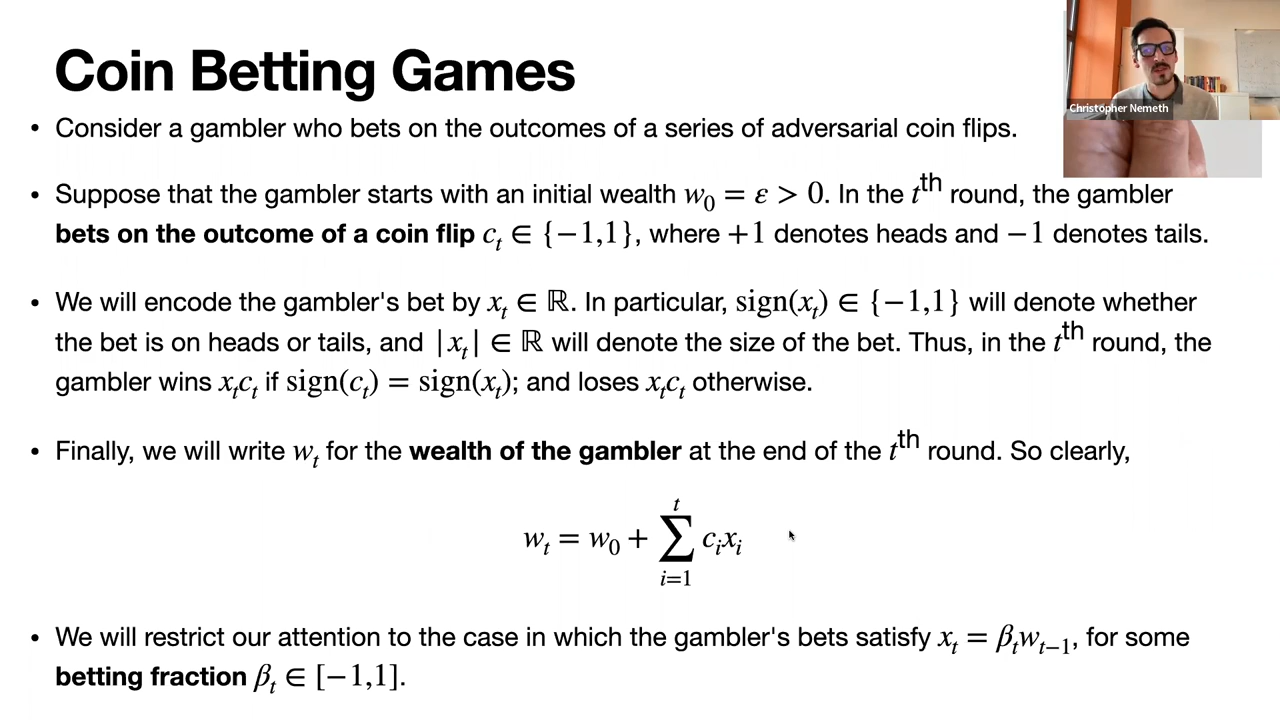 Coin Betting Games
Christopher Nemeth
• Consider a gambler who bets on the outcomes of a series of adversarial coin flips.
• Suppose that the gambler starts with an initial wealth w₀ = ε > 0. In the tᵗʰ round, the gambler
bets on the outcome of a coin flip cₜ ∈ {−1,1}, where +1 denotes heads and −1 denotes tails.
• We will encode the gambler's bet by xₜ ∈ ℝ. In particular, sign(xₜ) ∈ {−1,1} will denote whether
the bet is on heads or tails, and |xₜ| ∈ ℝ will denote the size of the bet. Thus, in the tᵗʰ round, the
gambler wins xₜcₜ if sign(cₜ) = sign(xₜ); and loses xₜcₜ otherwise.
• Finally, we will write wₜ for the wealth of the gambler at the end of the tᵗʰ round. So clearly,
wₜ = w₀ + ∑ᵢ₌₁ᵗ cᵢxᵢ
• We will restrict our attention to the case in which the gambler's bets satisfy xₜ = βₜwₜ₋₁, for some
betting fraction βₜ ∈ [−1,1].